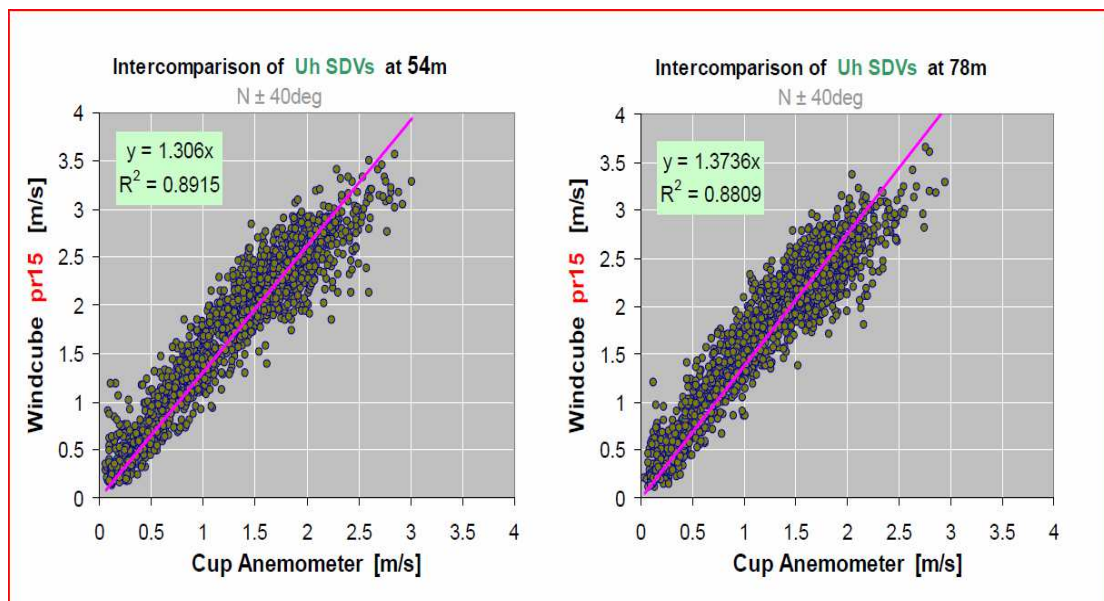 Intercomparison of Uh SDVs at 54m
N ± 40deg
y = 1.306x
R² = 0.8915
Windcube pr15 [m/s]
4
3.5
3
2.5
2
1.5
1
0.5
0
0 0.5 1 1.5 2 2.5 3 3.5 4
Cup Anemometer [m/s]
Intercomparison of Uh SDVs at 78m
N ± 40deg
y = 1.3736x
R² = 0.8809
Windcube pr15 [m/s]
4
3.5
3
2.5
2
1.5
1
0.5
0
0 0.5 1 1.5 2 2.5 3 3.5 4
Cup Anemometer [m/s]